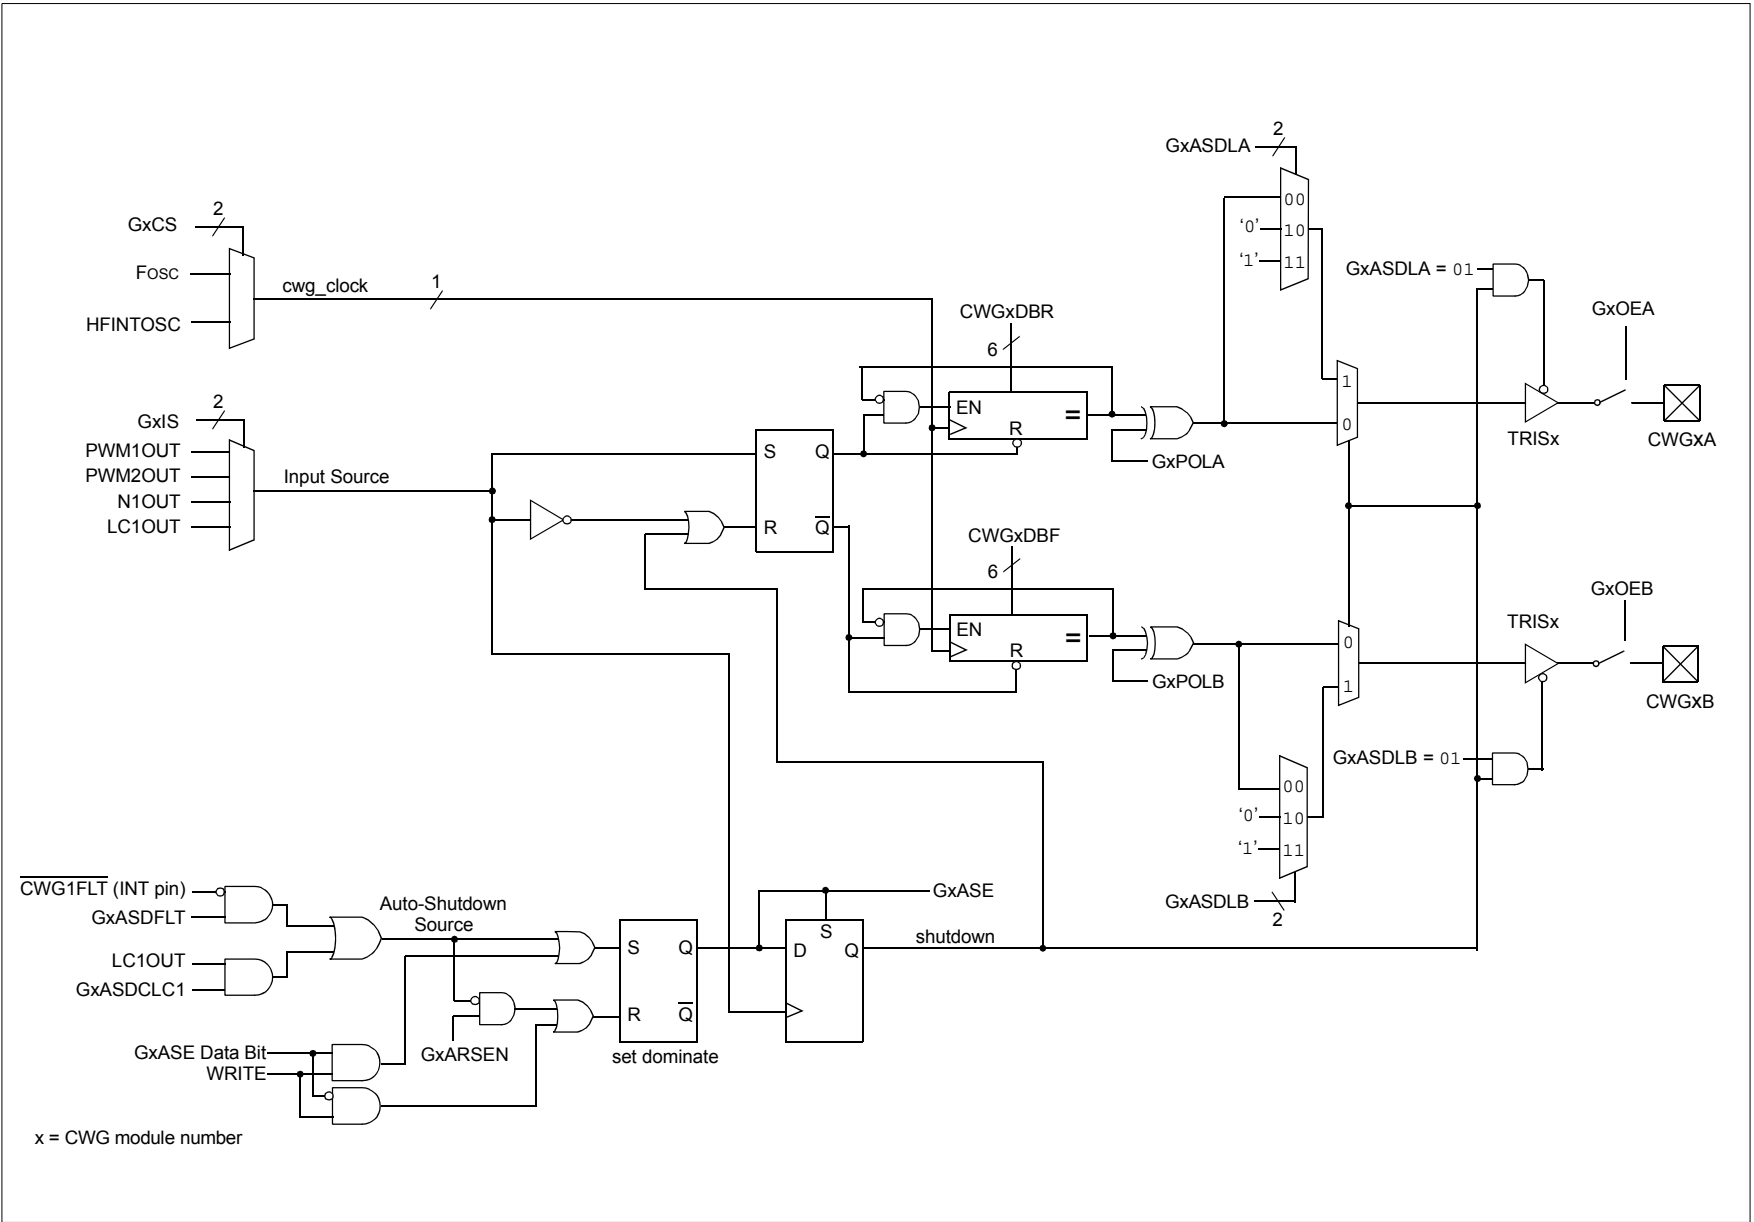 GxASDLA
2
00
'0'
10
'1'
11
GxCS
2
FOSC
HFINTOSC
cwg_clock
1
GxASDLA = 01
GxOEA
CWGxDBR
6
EN
=
R
1
0
TRISx
CWGxA
GxPOLA
GxIS
2
PWM1OUT
PWM2OUT
N1OUT
LC1OUT
Input Source
S
Q
R
Q
CWGxDBF
6
EN
=
R
GxPOLB
0
1
TRISx
GxOEB
CWGxB
GxASDLB = 01
00
'0'
10
'1'
11
GxASDLB
2
CWG1FLT (INT pin)
GxASDFLT
LC1OUT
GxASDCLC1
Auto-Shutdown
Source
GxARSEN
S
Q
R
Q
set dominate
GxASE
S
D
Q
shutdown
GxASE Data Bit
WRITE
x = CWG module number